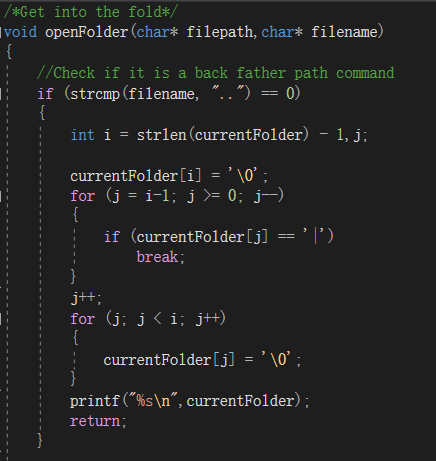 /*Get into the fold*/
void openFolder(char* filepath,char* filename)
{
//Check if it is a back father path command
if (strcmp(filename, "..") == 0)
{
int i = strlen(currentFolder) - 1,j;
currentFolder[i] = '\0';
for (j = i-1; j >= 0; j--)
{
if (currentFolder[j] == '|')
break;
}
j++;
for (j; j < i; j++)
{
currentFolder[j] = '\0';
}
printf("%s\n",currentFolder);
return;
}